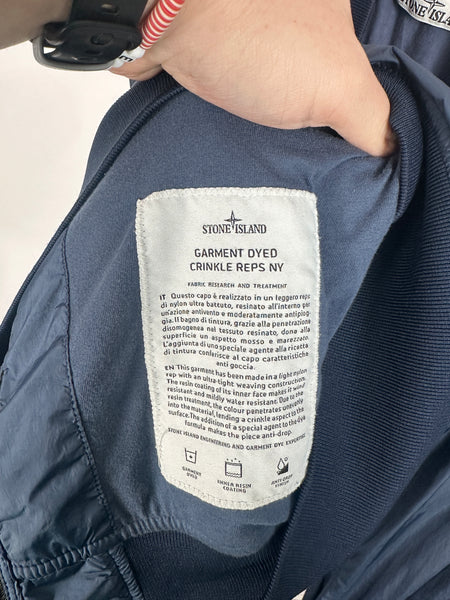 STONE ISLAND
STONE ISLAND
GARMENT DYED
CRINKLE REPS NY
FABRIC RESEARCH AND TREATMENT
IT Questo capo è realizzato in un leggero reps
di nylon ultra battuto, resinato all'interno per
un'azione antivento e moderatamente antipiog-
gia. Il bagno di tintura, grazie alla penetrazione
disomogenea nel tessuto resinato, dona alla
superficie un aspetto mosso e marezzato.
L'aggiunta di uno speciale agente alla ricetta
di tintura conferisce al capo caratteristiche
anti goccia.
EN This garment has been made in a light nylon
rep with an ultra-tight weaving construction.
The resin coating of its inner face makes it wind
resistant and mildly water resistant. Due to the
resin treatment, the colour penetrates unevenly
into the material, lending a crinkle aspect to the
surface. The addition of a special agent to the dye
formula makes the piece anti-drop.
STONE ISLAND ENGINEERING AND GARMENT DYE EXPERTISE
GARMENT
DYED
INNER RESIN
COATING
ANTI-DROP
FINISH